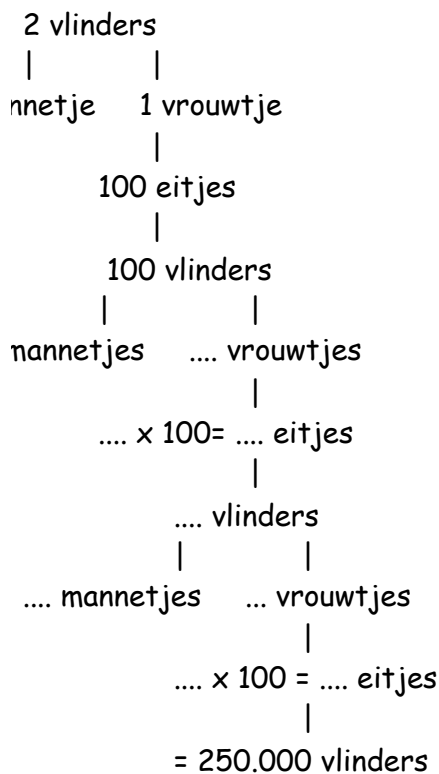 2 vlinders
| |
nnetje 1 vrouwtje
|
100 eitjes
|
100 vlinders
| |
mannetjes .... vrouwtjes
|
.... x 100= .... eitjes
|
.... vlinders
| |
.... mannetjes ... vrouwtjes
|
.... x 100 = .... eitjes
|
= 250.000 vlinders